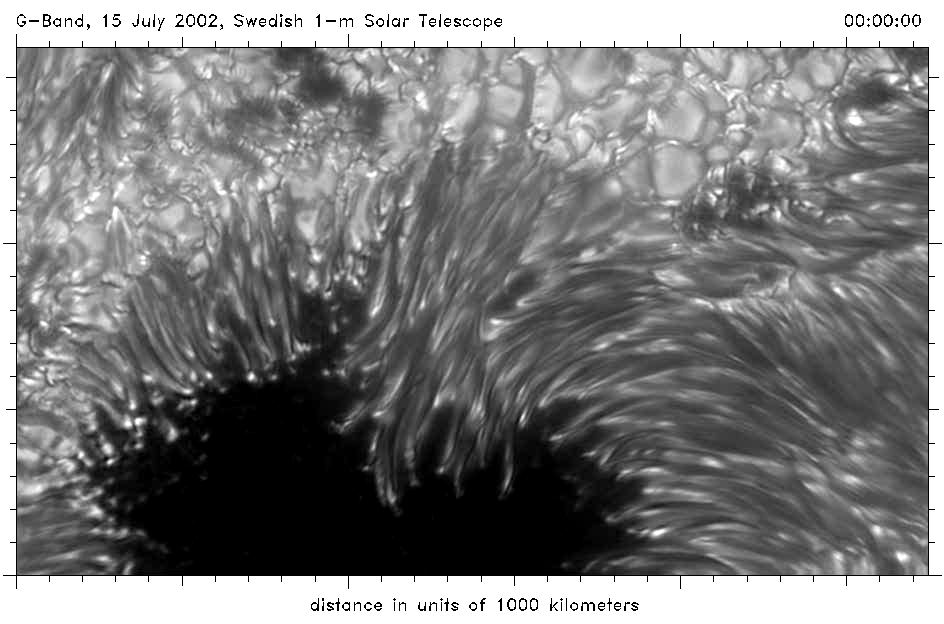 G-Band, 15 July 2002, Swedish 1-m Solar Telescope 00:00:00
distance in units of 1000 kilometers